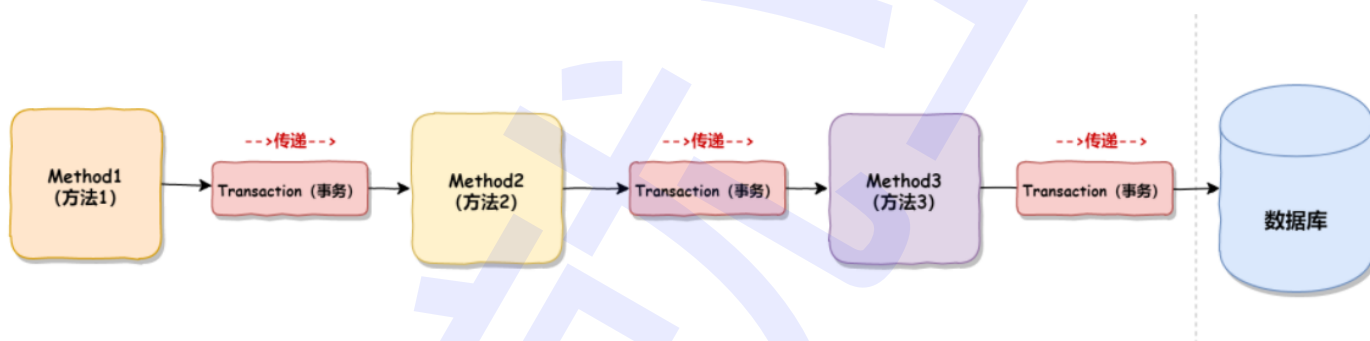 Method1
(方法1)
-->传递-->
Transaction（事务）
Method2
(方法2)
-->传递-->
Transaction（事务）
Method3
(方法3)
-->传递-->
Transaction（事务）
数据库